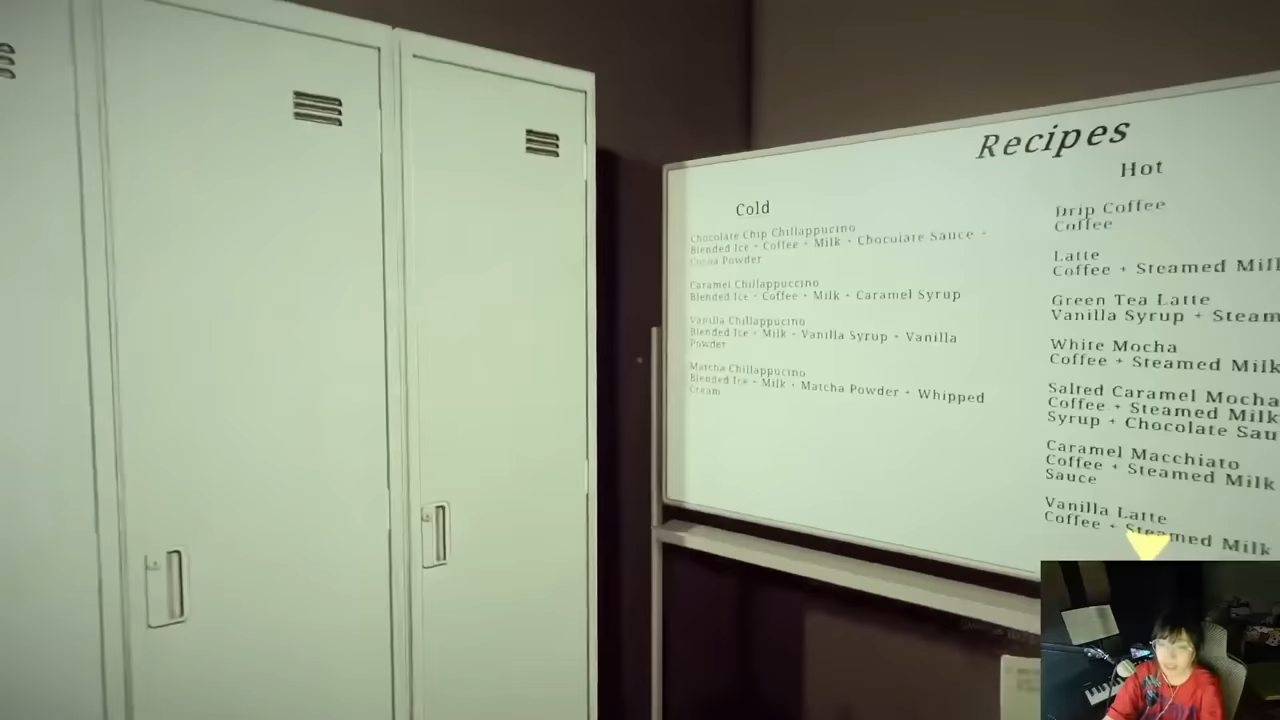 Recipes
Cold
Chocolate Chip Chillappucino
Blended Ice + Coffee + Milk + Chocolate Sauce +
Cocoa Powder
Caramel Chillappuccino
Blended Ice + Coffee + Milk + Caramel Syrup
Vanilla Chillappucino
Blended Ice + Milk + Vanilla Syrup + Vanilla
Powder
Matcha Chillappucino
Blended Ice + Milk + Matcha Powder + Whipped
Cream
Hot
Drip Coffee
Coffee
Latte
Coffee + Steamed Mil
Green Tea Latte
Vanilla Syrup + Steam
White Mocha
Coffee + Steamed Milk
Salted Caramel Mocha
Coffee + Steamed Milk
Syrup + Chocolate Sau
Caramel Macchiato
Coffee + Steamed Milk
Sauce
Vanilla Latte
Coffee + Steamed Milk